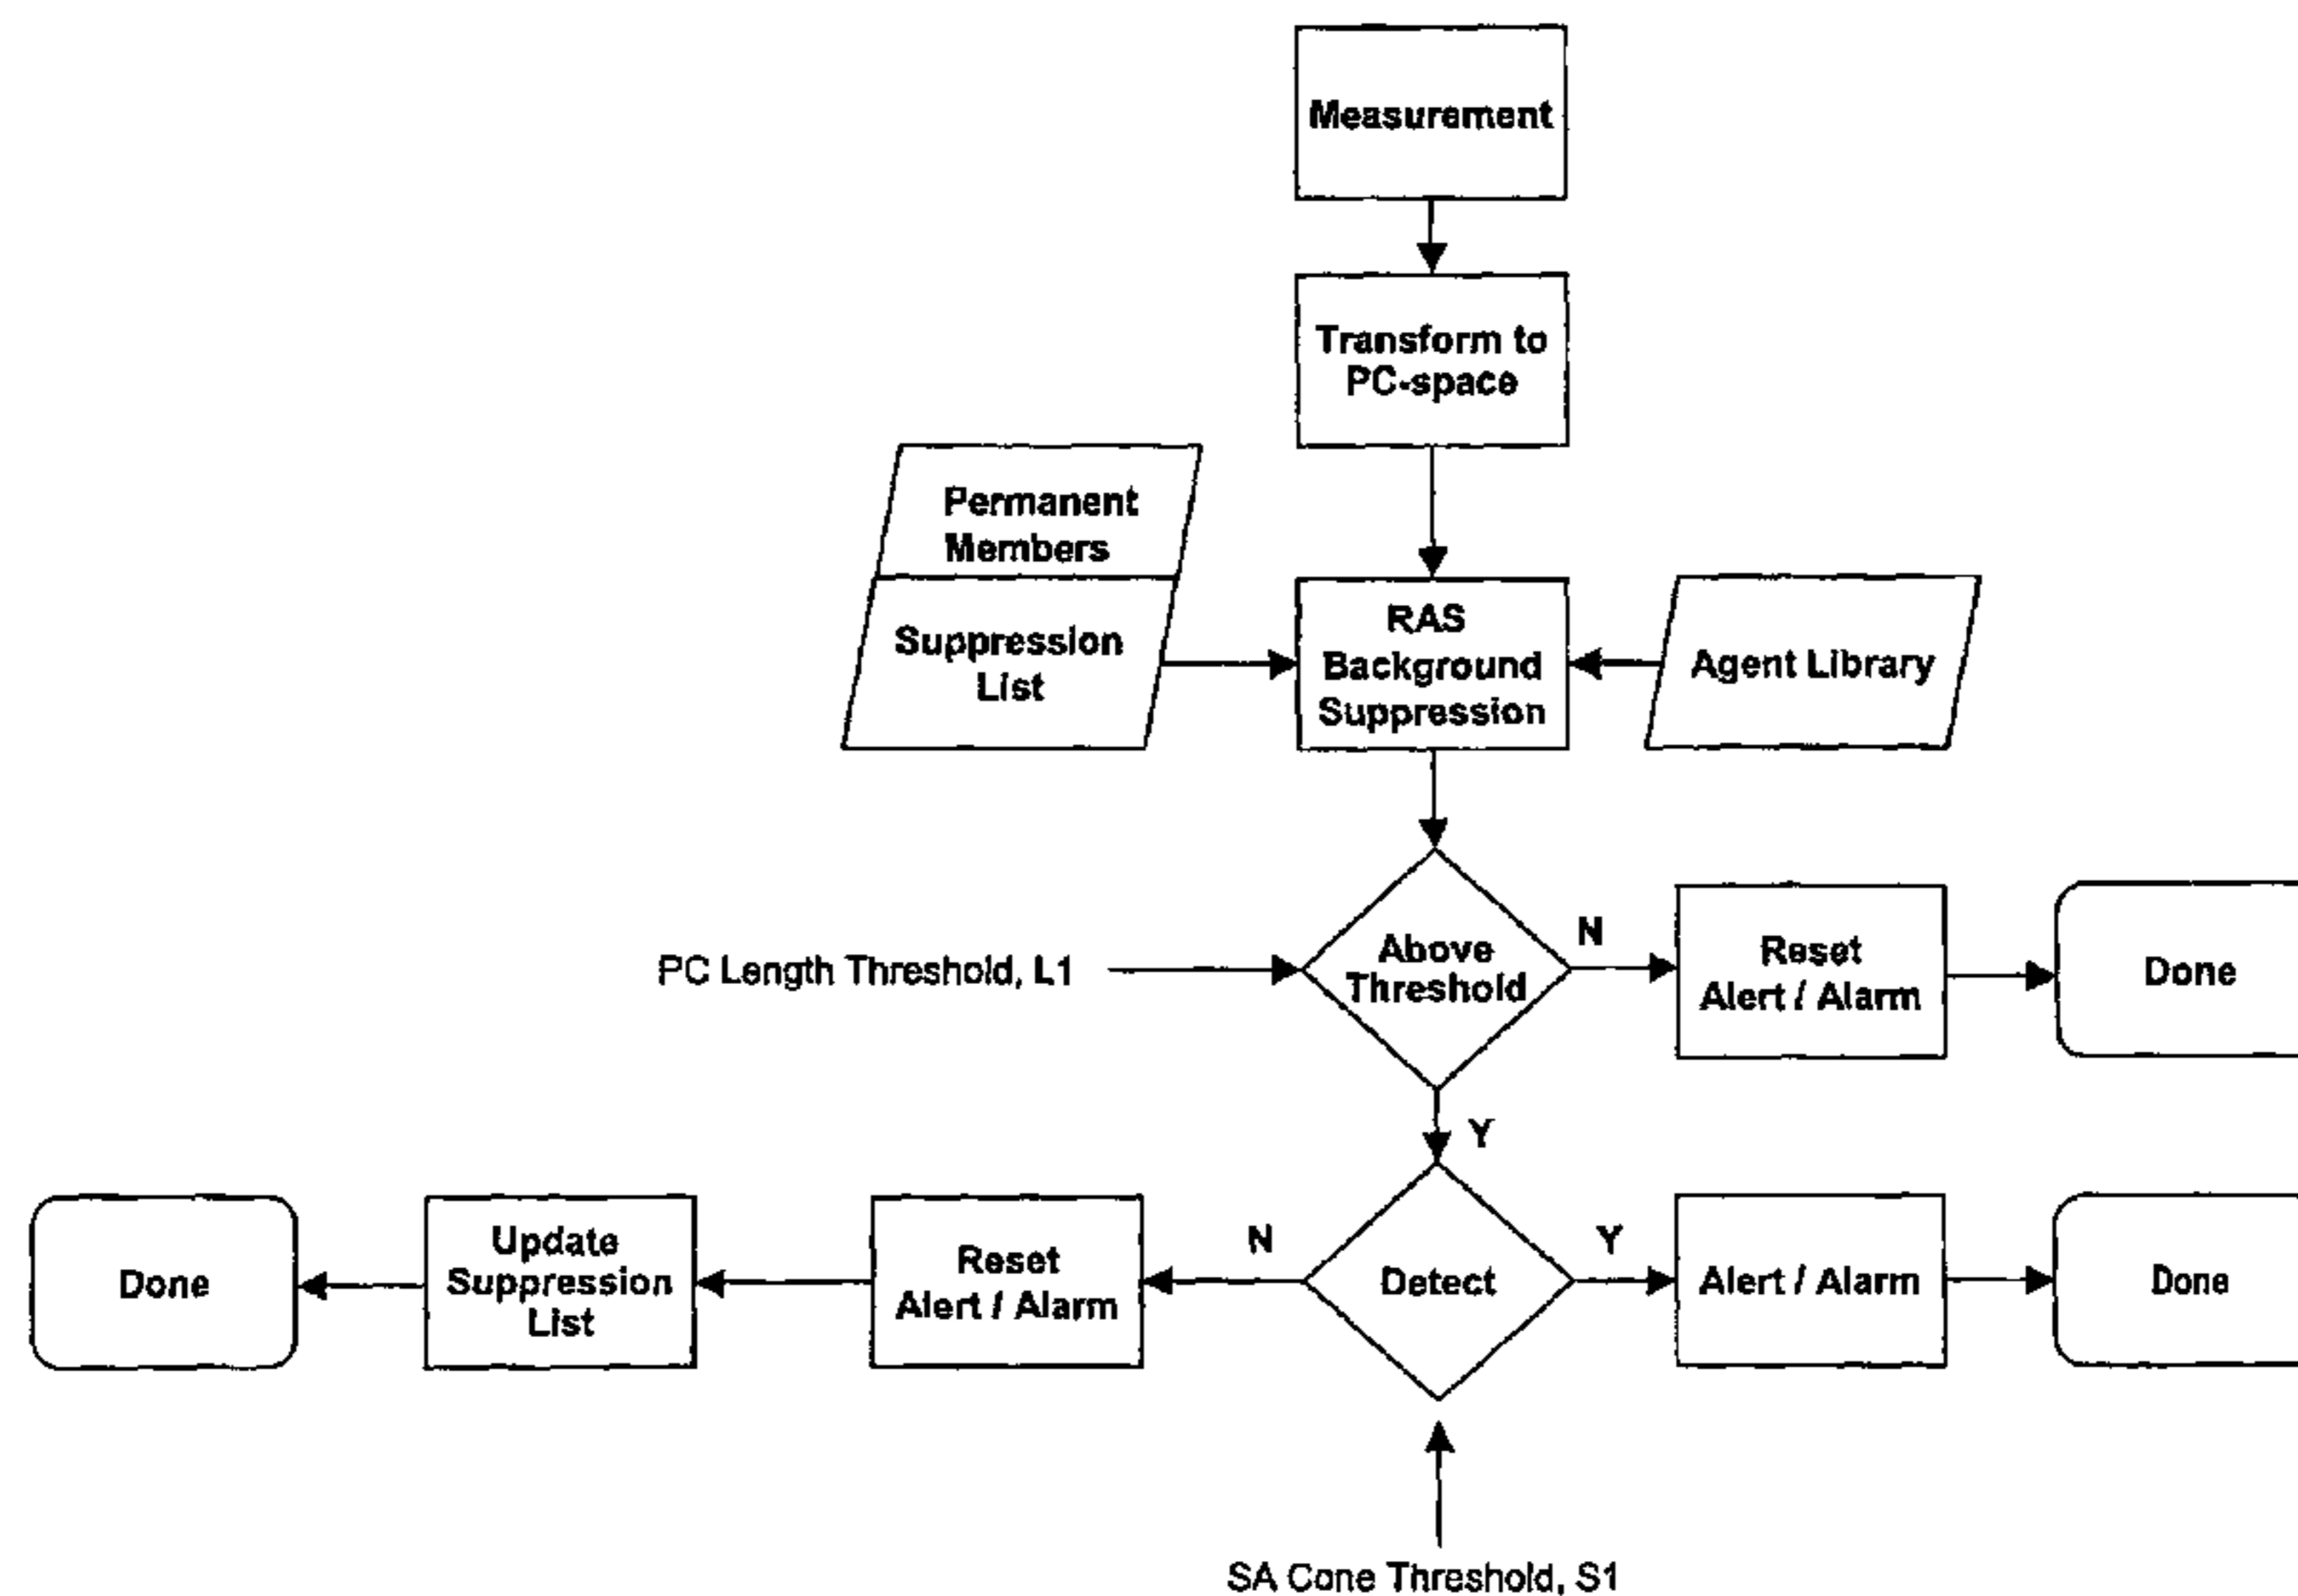 Measurement
Transform to
PC-space
Permanent
Members
Suppression
List
RAS
Background
Suppression
Agent Library
PC Length Threshold, L1
Above
Threshold
N
Reset
Alert / Alarm
Done
Y
Done
Update
Suppression
List
Reset
Alert / Alarm
N
Detect
Y
Alert / Alarm
Done
SA Cone Threshold, S1